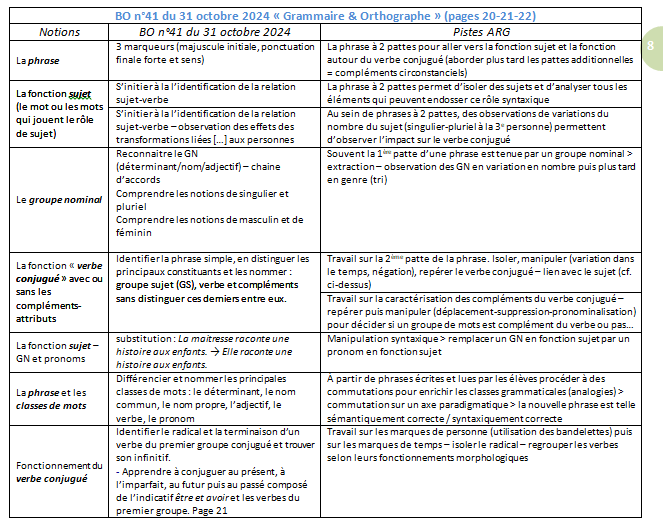 BO n°41 du 31 octobre 2024 « Grammaire & Orthographe » (pages 20-21-22)
Notions
BO n°41 du 31 octobre 2024
Pistes ARG
8
La phrase
3 marqueurs (majuscule initiale, ponctuation
finale forte et sens)
La phrase à 2 pattes pour aller vers la fonction sujet et la fonction
autour du verbe conjugué (aborder plus tard les pattes additionnelles
= compléments circonstanciels)
La fonction sujet
(le mot ou les mots
qui jouent le rôle
de sujet)
S'initier à la l'identification de la relation
sujet-verbe
La phrase à 2 pattes permet d'isoler des sujets et d'analyser tous les
éléments qui peuvent endosser ce rôle syntaxique
S'initier à la l'identification de la relation
sujet-verbe – observation des effets des
transformations liées [...] aux personnes
Au sein de phrases à 2 pattes, des observations de variations du
nombre du sujet (singulier-pluriel à la 3e personne) permettent
d'observer l'impact sur le verbe conjugué
Le groupe nominal
Reconnaitre le GN
(déterminant/nom/adjectif) – chaine
d'accords
Comprendre les notions de singulier et
pluriel
Comprendre les notions de masculin et de
féminin
Souvent la 1ère patte d'une phrase est tenue par un groupe nominal >
extraction – observation des GN en variation en nombre puis plus tard
en genre (tri)
La fonction « verbe
conjugué » avec ou
sans les
compléments-
attributs
Identifier la phrase simple, en distinguer les
principaux constituants et les nommer :
groupe sujet (GS), verbe et compléments
sans distinguer ces derniers entre eux.
Travail sur la 2ème patte de la phrase. Isoler, manipuler (variation dans
le temps, négation), repérer le verbe conjugué – lien avec le sujet (cf.
ci-dessus)
Travail sur la caractérisation des compléments du verbe conjugué –
repérer puis manipuler (déplacement-suppression-pronominalisation)
pour décider si un groupe de mots est complément du verbe ou pas...
La fonction sujet –
GN et pronoms
substitution : La maitresse raconte une
histoire aux enfants. → Elle raconte une
histoire aux enfants.
Manipulation syntaxique > remplacer un GN en fonction sujet par un
pronom en fonction sujet
La phrase et les
classes de mots
Différencier et nommer les principales
classes de mots : le déterminant, le nom
commun, le nom propre, l'adjectif, le
verbe, le pronom
À partir de phrases écrites et lues par les élèves procéder à des
commutations pour enrichir les classes grammaticales (analogies) >
commutation sur un axe paradigmatique > la nouvelle phrase est telle
sémantiquement correcte / syntaxiquement correcte
Fonctionnement du
verbe conjugué
Identifier le radical et la terminaison d'un
verbe du premier groupe conjugué et trouver
son infinitif.
- Apprendre à conjuguer au présent, à
l'imparfait, au futur puis au passé composé
de l'indicatif être et avoir et les verbes du
premier groupe. Page 21
Travail sur les marques de personne (utilisation des bandelettes) puis
sur les marques de temps – isoler le radical – regrouper les verbes
selon leurs fonctionnements morphologiques